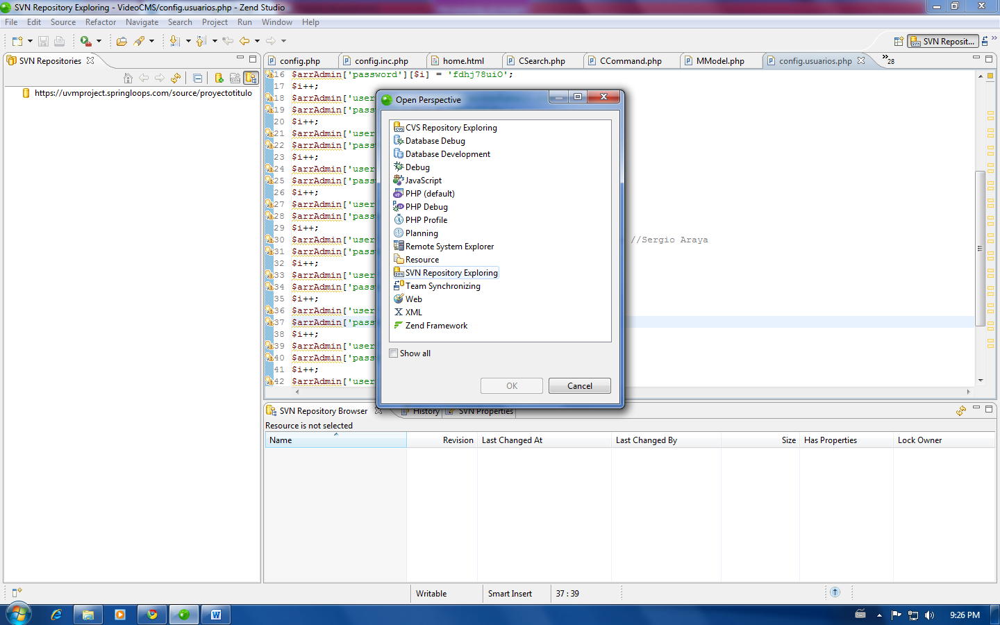 SVN Repository Exploring - VideoCMS/config.usuarios.php - Zend Studio
File Edit Source Refactor Navigate Search Project Run Window Help
SVN Reposit...
SVN Repositories
https://uvmproject.springloops.com/source/proyectotitulo
config.php config.inc.php home.html CSearch.php CCommand.php MModel.php config.usuarios.php 28
16 $arrAdmin['password'][$i] = 'fdhj78uiO';
17 $i++;
18 $arrAdmin['user
19 $arrAdmin['pass
20 $i++;
21 $arrAdmin['user
22 $arrAdmin['pass
23 $i++;
24 $arrAdmin['user
25 $arrAdmin['pass
26 $i++;
27 $arrAdmin['user
28 $arrAdmin['pass
29 $i++;
30 $arrAdmin['user //Sergio Araya
31 $arrAdmin['pass
32 $i++;
33 $arrAdmin['user
34 $arrAdmin['pass
35 $i++;
36 $arrAdmin['user
37 $arrAdmin['pass
38 $i++;
39 $arrAdmin['user
40 $arrAdmin['pass
41 $i++;
42 $arrAdmin['user
Open Perspective
CVS Repository Exploring
Database Debug
Database Development
Debug
JavaScript
PHP (default)
PHP Debug
PHP Profile
Planning
Remote System Explorer
Resource
SVN Repository Exploring
Team Synchronizing
Web
XML
Zend Framework
Show all
OK Cancel
SVN Repository Browser History SVN Properties
Resource is not selected
Name Revision Last Changed At Last Changed By Size Has Properties Lock Owner
Writable Smart Insert 37 : 39
9:26 PM